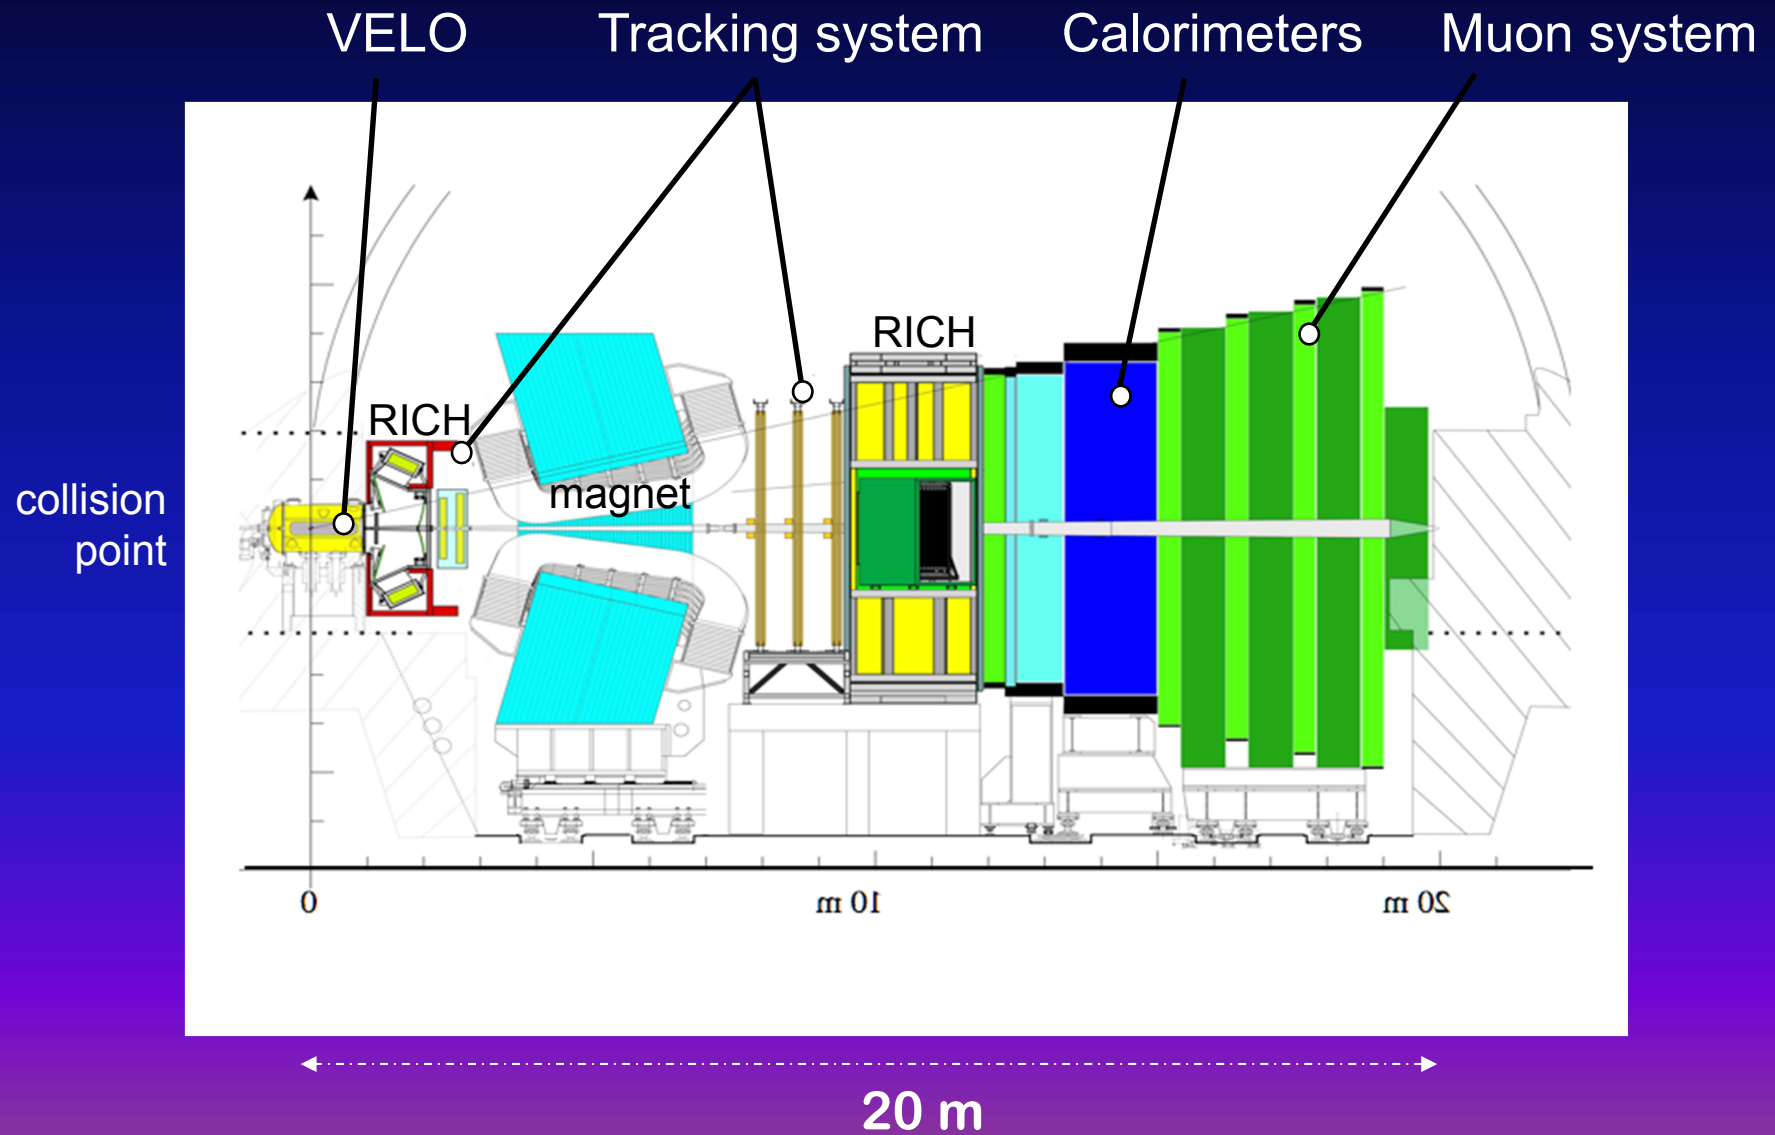 VELO
Tracking system
Calorimeters
Muon system
RICH
RICH
magnet
collision
point
0
10 m
20 m
20 m